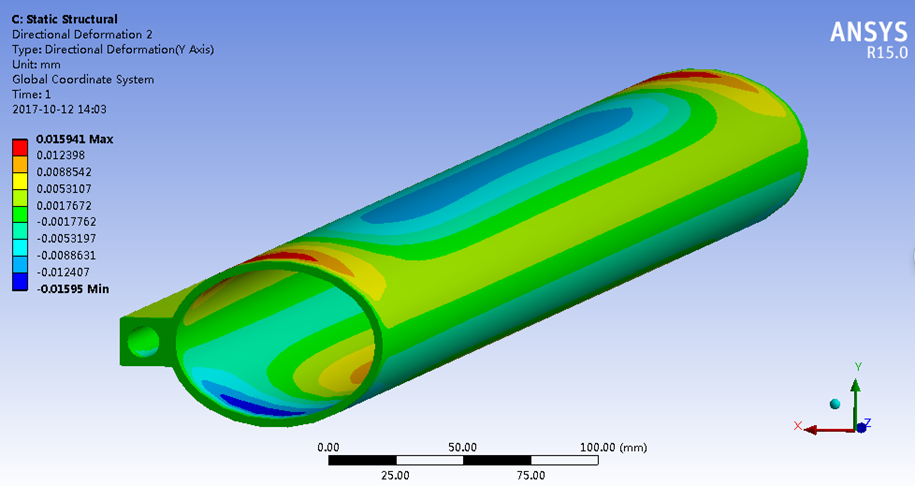 C: Static Structural
Directional Deformation 2
Type: Directional Deformation(Y Axis)
Unit: mm
Global Coordinate System
Time: 1
2017-10-12 14:03
ANSYS
R15.0
0.015941 Max
0.012398
0.0088542
0.0053107
0.0017672
-0.0017762
-0.0053197
-0.0088631
-0.012407
-0.01595 Min
Y
X
Z
0.00 50.00 100.00 (mm)
25.00 75.00